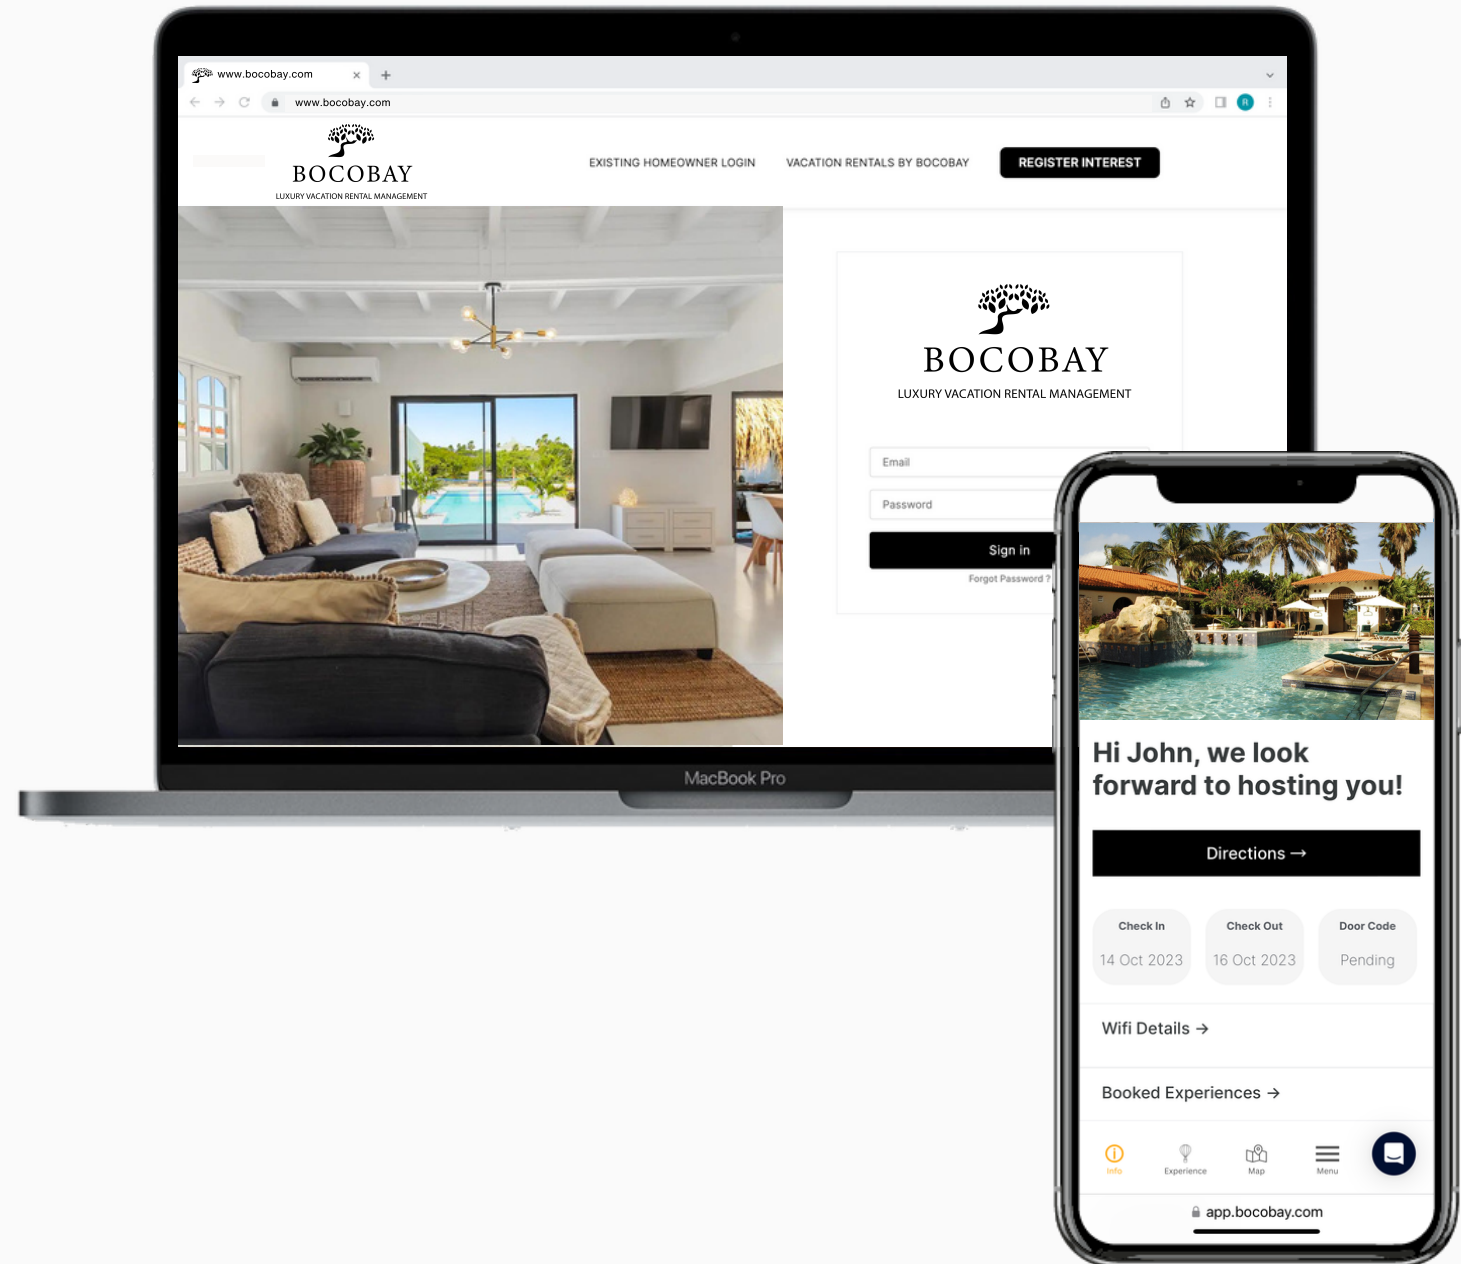 www.bocobay.com
www.bocobay.com
R
BOCOBAY
LUXURY VACATION RENTAL MANAGEMENT
EXISTING HOMEOWNER LOGIN
VACATION RENTALS BY BOCOBAY
REGISTER INTEREST
BOCOBAY
LUXURY VACATION RENTAL MANAGEMENT
Email
Password
Sign in
Forgot Password ?
MacBook Pro
Hi John, we look
forward to hosting you!
Directions →
Check In
14 Oct 2023
Check Out
16 Oct 2023
Door Code
Pending
Wifi Details →
Booked Experiences →
Info
Experience
Map
Menu
app.bocobay.com